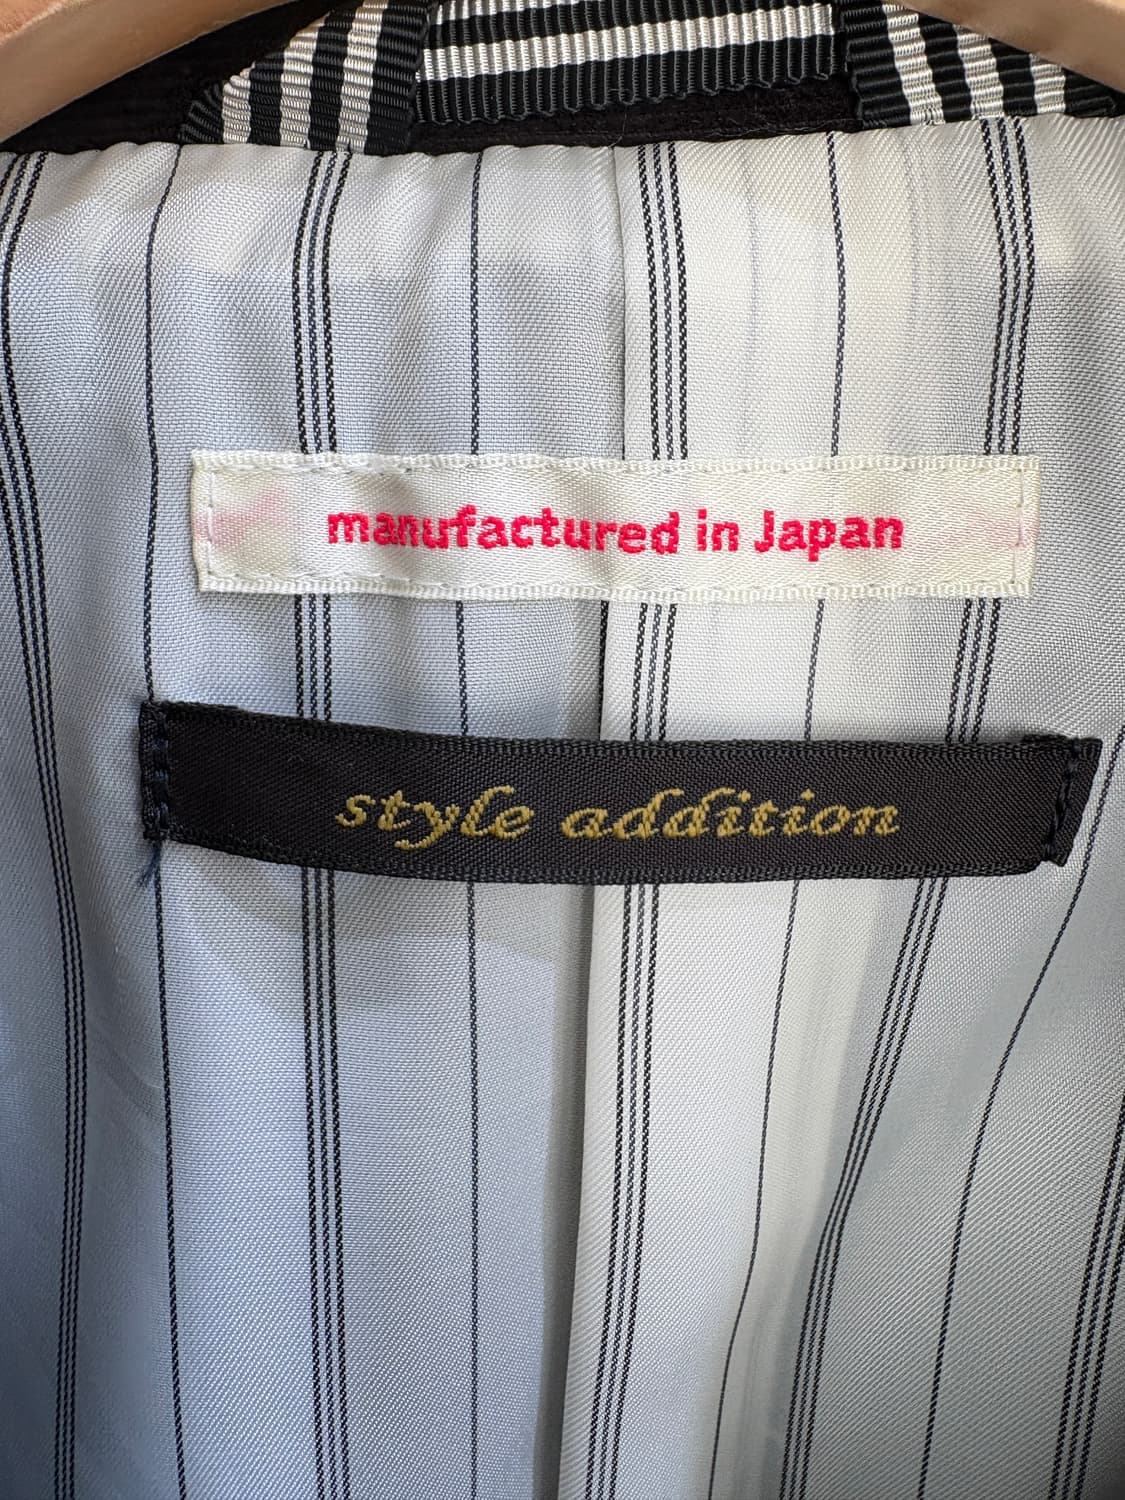 manufactured in Japan
style addition